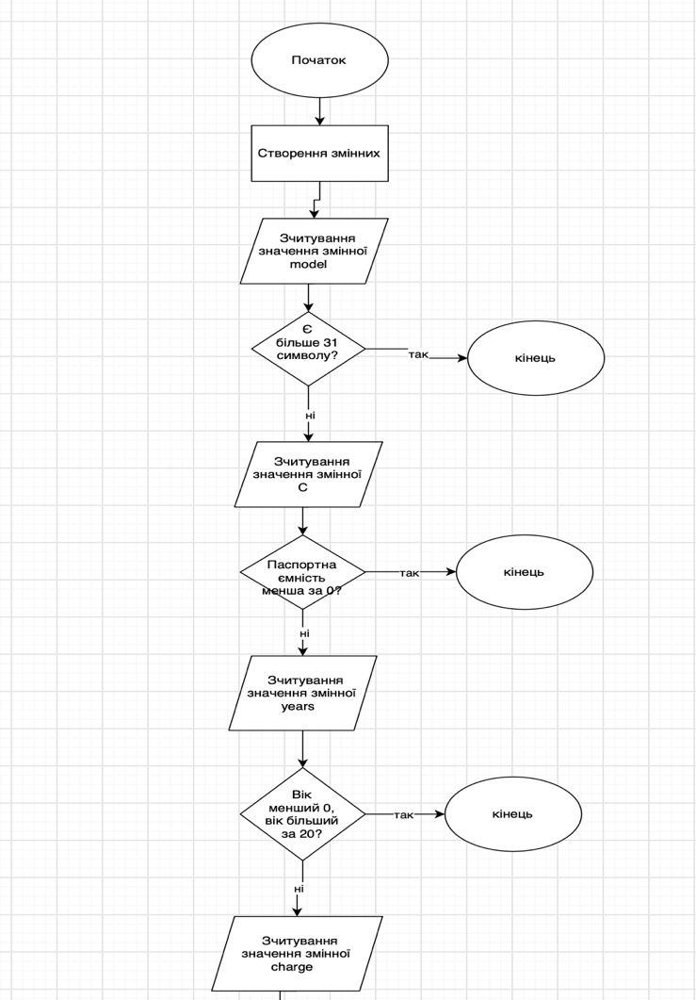 Початок
Створення змінних
Зчитування
значення змінної
model
Є
більше 31
символу?
так
кінець
ні
Зчитування
значення змінної
C
Паспортна
ємність
менша за 0?
так
кінець
ні
Зчитування
значення змінної
years
Вік
менший 0,
вік більший
за 20?
так
кінець
ні
Зчитування
значення змінної
charge